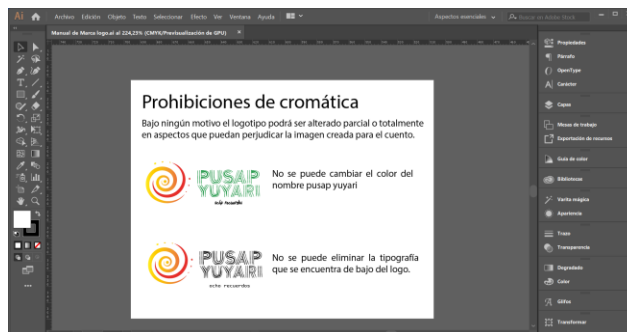 Ai Archivo Edición Objeto Texto Seleccionar Efecto Ver Ventana Ayuda
Aspectos esenciales
Buscar en Adobe Stock
Manual de Marca logo.ai al 224,23% (CMYK/Previsualización de GPU)
Prohibiciones de cromática
Bajo ningún motivo el logotipo podrá ser alterado parcial o totalmente
en aspectos que puedan perjudicar la imagen creada para el cuento.
PUSAP
YUYARI
No se puede cambiar el color del
nombre pusap yuyari
PUSAP
YUYARI
ocho recuerdos
No se puede eliminar la tipografía
que se encuentra de bajo del logo.
Propiedades
Párrafo
OpenType
Carácter
Capas
Mesas de trabajo
Exportación de recursos
Guía de color
Bibliotecas
Varita mágica
Apariencia
Trazo
Transparencia
Degradado
Color
Glifos
Transformar